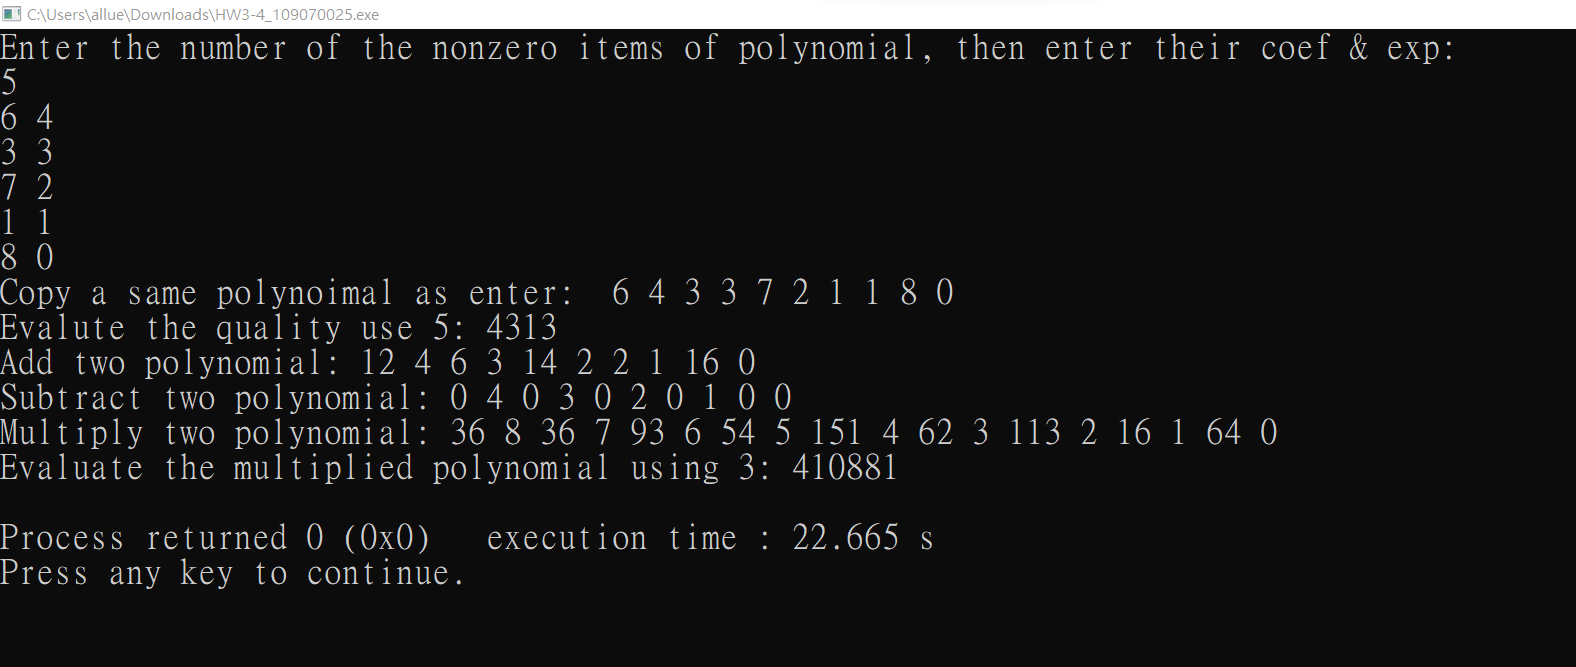 C:\Users\allue\Downloads\HW3-4_109070025.exe
Enter the number of the nonzero items of polynomial, then enter their coef & exp:
5
6 4
3 3
7 2
1 1
8 0
Copy a same polynoimal as enter:  6 4 3 3 7 2 1 1 8 0
Evalute the quality use 5: 4313
Add two polynomial: 12 4 6 3 14 2 2 1 16 0
Subtract two polynomial: 0 4 0 3 0 2 0 1 0 0
Multiply two polynomial: 36 8 36 7 93 6 54 5 151 4 62 3 113 2 16 1 64 0
Evaluate the multiplied polynomial using 3: 410881
Process returned 0 (0x0)   execution time : 22.665 s
Press any key to continue.